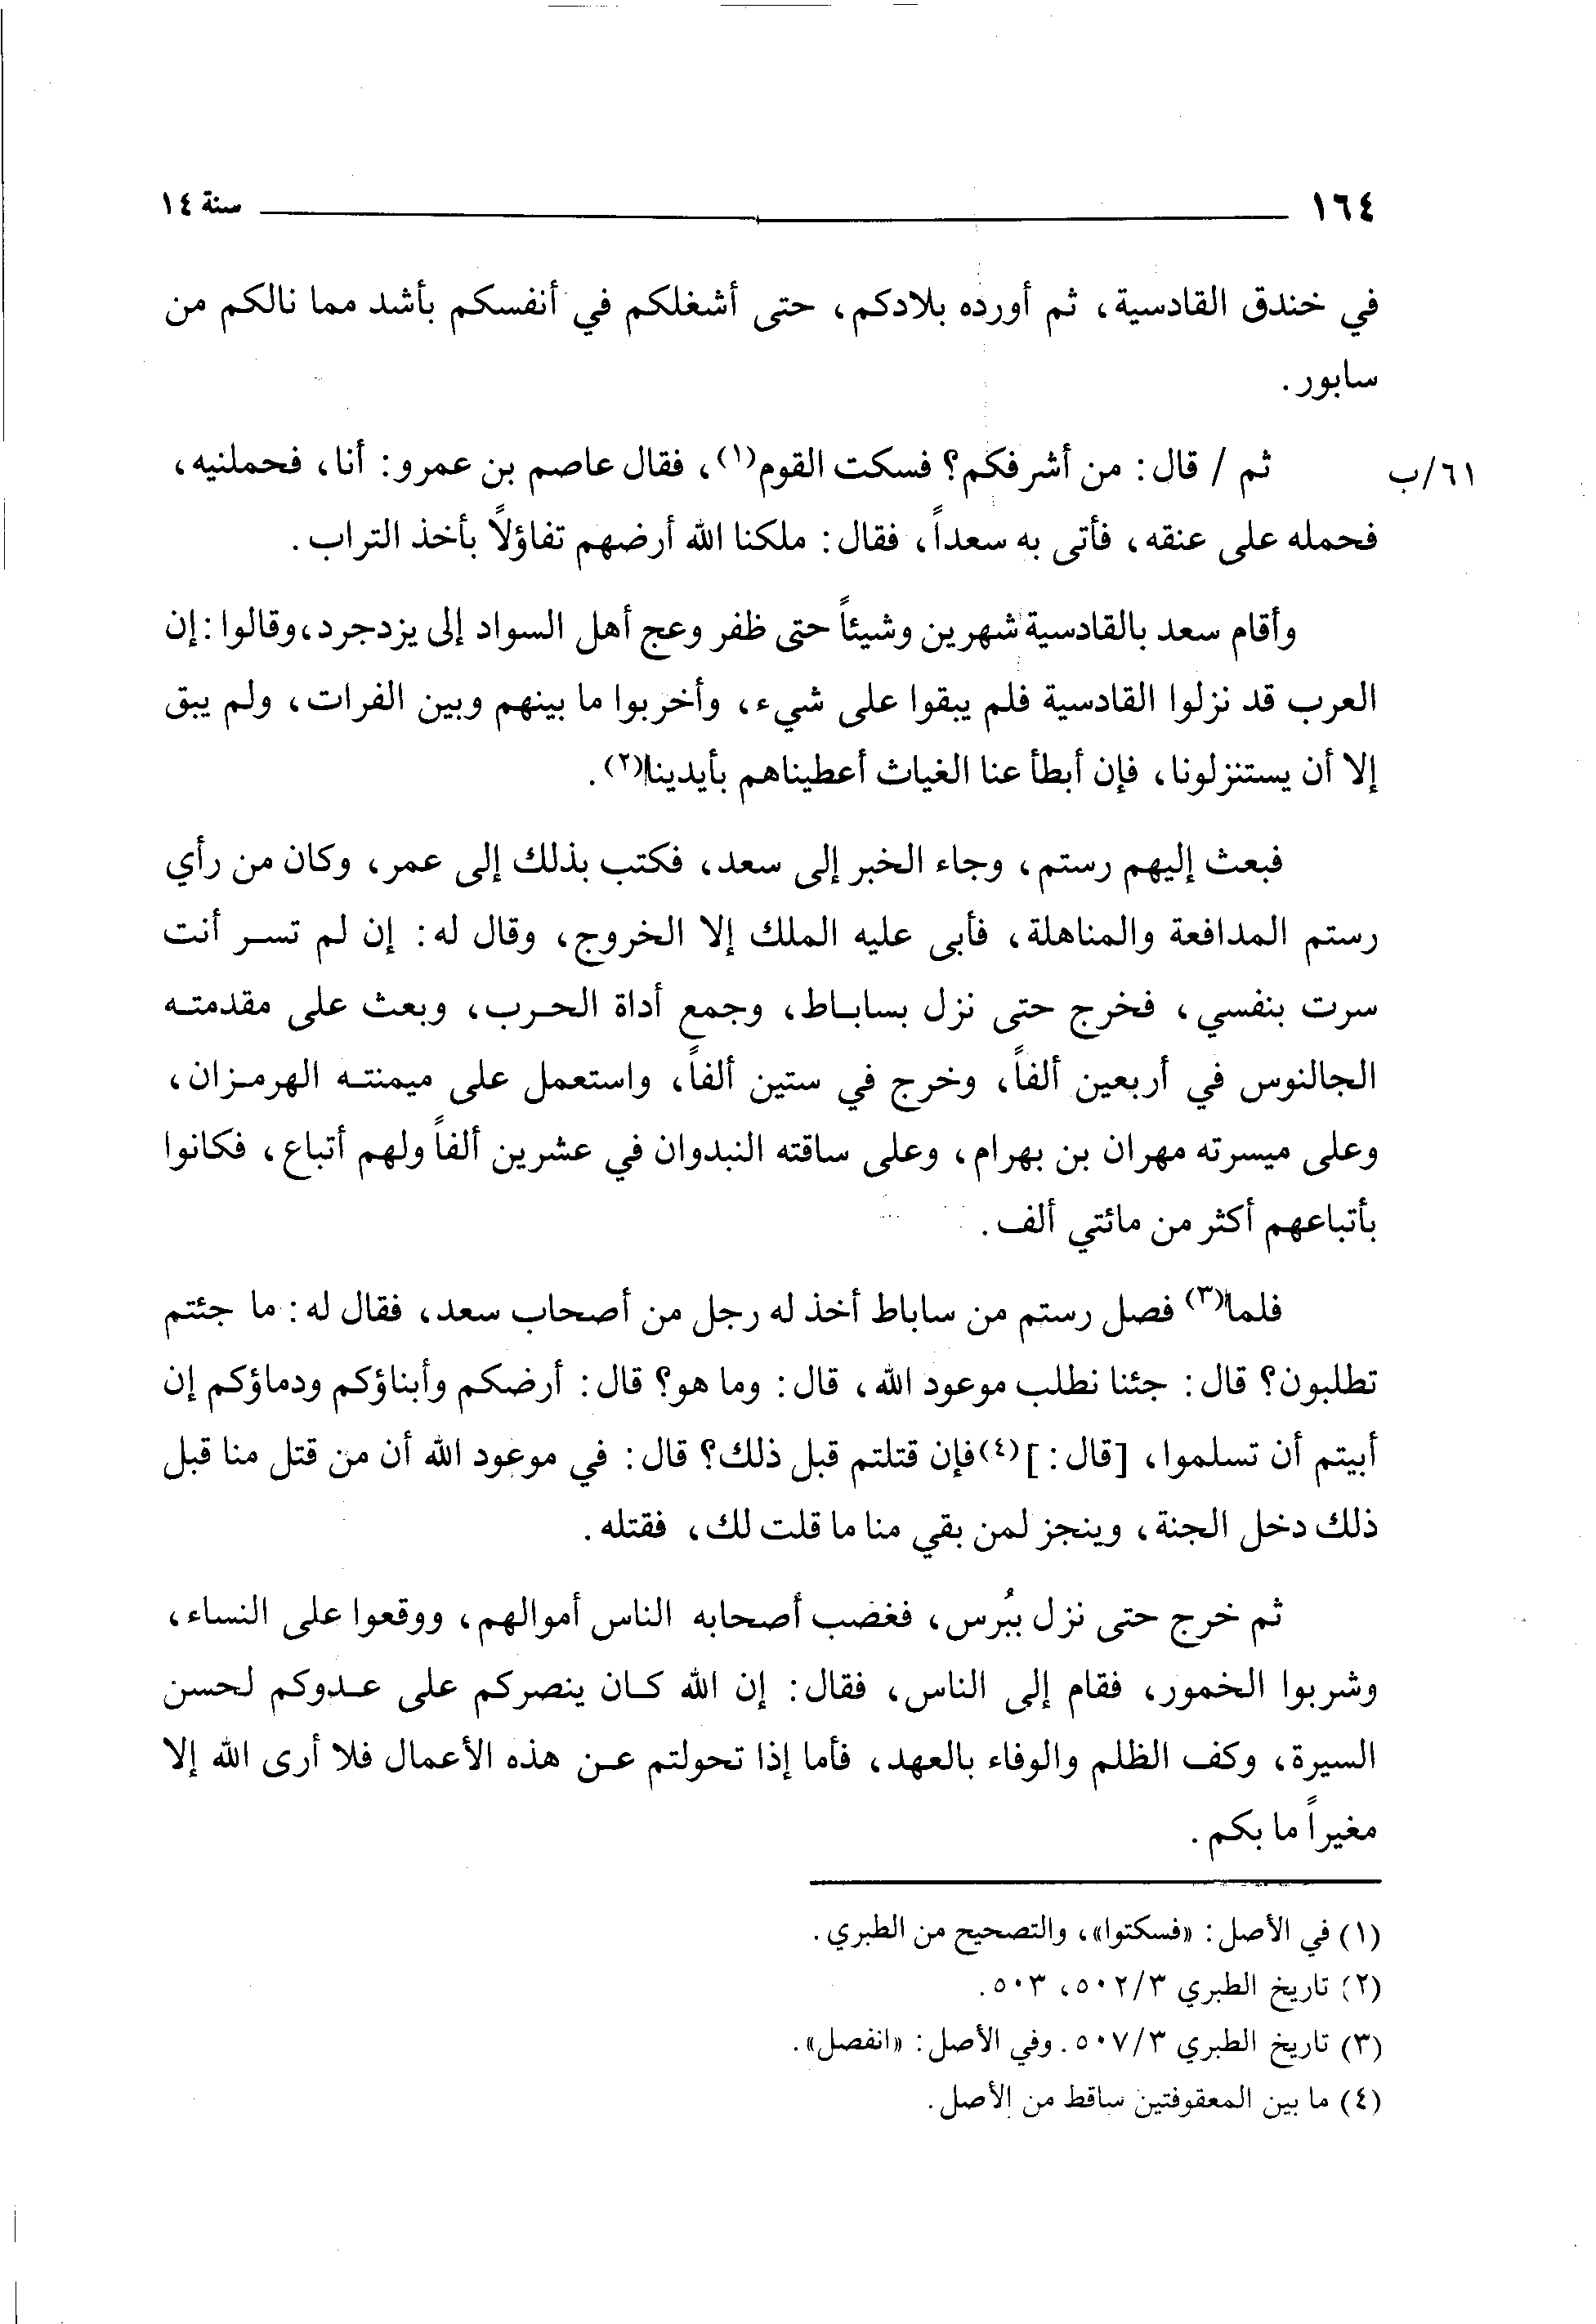 ١٦٤ سنة ١٤
في خندق القادسية، ثم أورده بلادكم، حتى أشغلكم في أنفسكم بأشد مما نالكم من
سابور.
٦١/ب ثم / قال: من أشرفكم؟ فسكت القوم(١)، فقال عاصم بن عمرو: أنا، فحملنيه،
فحمله على عنقه، فأتى به سعداً، فقال: ملكنا الله أرضهم تفاؤلاً بأخذ التراب.
وأقام سعد بالقادسية شهرين وشيئاً حتى ظفر وعج أهل السواد إلى يزدجرد، وقالوا: إن
العرب قد نزلوا القادسية فلم يبقوا على شيء، وأخربوا ما بينهم وبين الفرات، ولم يبق
إلا أن يستنزلونا، فإن أبطأ عنا الغياث أعطيناهم بأيدينا(٢).
فبعث إليهم رستم، وجاء الخبر إلى سعد، فكتب بذلك إلى عمر، وكان من رأي
رستم المدافعة والمناهلة، فأبى عليه الملك إلا الخروج، وقال له: إن لم تسر أنت
سرت بنفسي، فخرج حتى نزل بساباط، وجمع أداة الحرب، وبعث على مقدمته
الجالنوس في أربعين ألفاً، وخرج في ستين ألفاً، واستعمل على ميمنته الهرمزان،
وعلى ميسرته مهران بن بهرام، وعلى ساقته النبدوان في عشرين ألفاً ولهم أتباع، فكانوا
بأتباعهم أكثر من مائتي ألف.
فلما(٣) فصل رستم من ساباط أخذ له رجل من أصحاب سعد، فقال له: ما جئتم
تطلبون؟ قال: جئنا نطلب موعود الله، قال: وما هو؟ قال: أرضكم وأبناؤكم ودماؤكم إن
أبيتم أن تسلموا، [قال:](٤) فإن قتلتم قبل ذلك؟ قال: في موعود الله أن من قتل منا قبل
ذلك دخل الجنة، وينجز لمن بقي منا ما قلت لك، فقتله.
ثم خرج حتى نزل ببُرس، فغضب أصحابه الناس أموالهم، ووقعوا على النساء،
وشربوا الخمور، فقام إلى الناس، فقال: إن الله كان ينصركم على عدوكم لحسن
السيرة، وكف الظلم والوفاء بالعهد، فأما إذا تحولتم عن هذه الأعمال فلا أرى الله إلا
مغيراً ما بكم.
(١) في الأصل: «فسكتوا»، والتصحيح من الطبري.
(٢) تاريخ الطبري ٥٠٢/٣، ٥٠٣.
(٣) تاريخ الطبري ٥٠٧/٣. وفي الأصل: «انفصل».
(٤) ما بين المعقوفتين ساقط من الأصل.